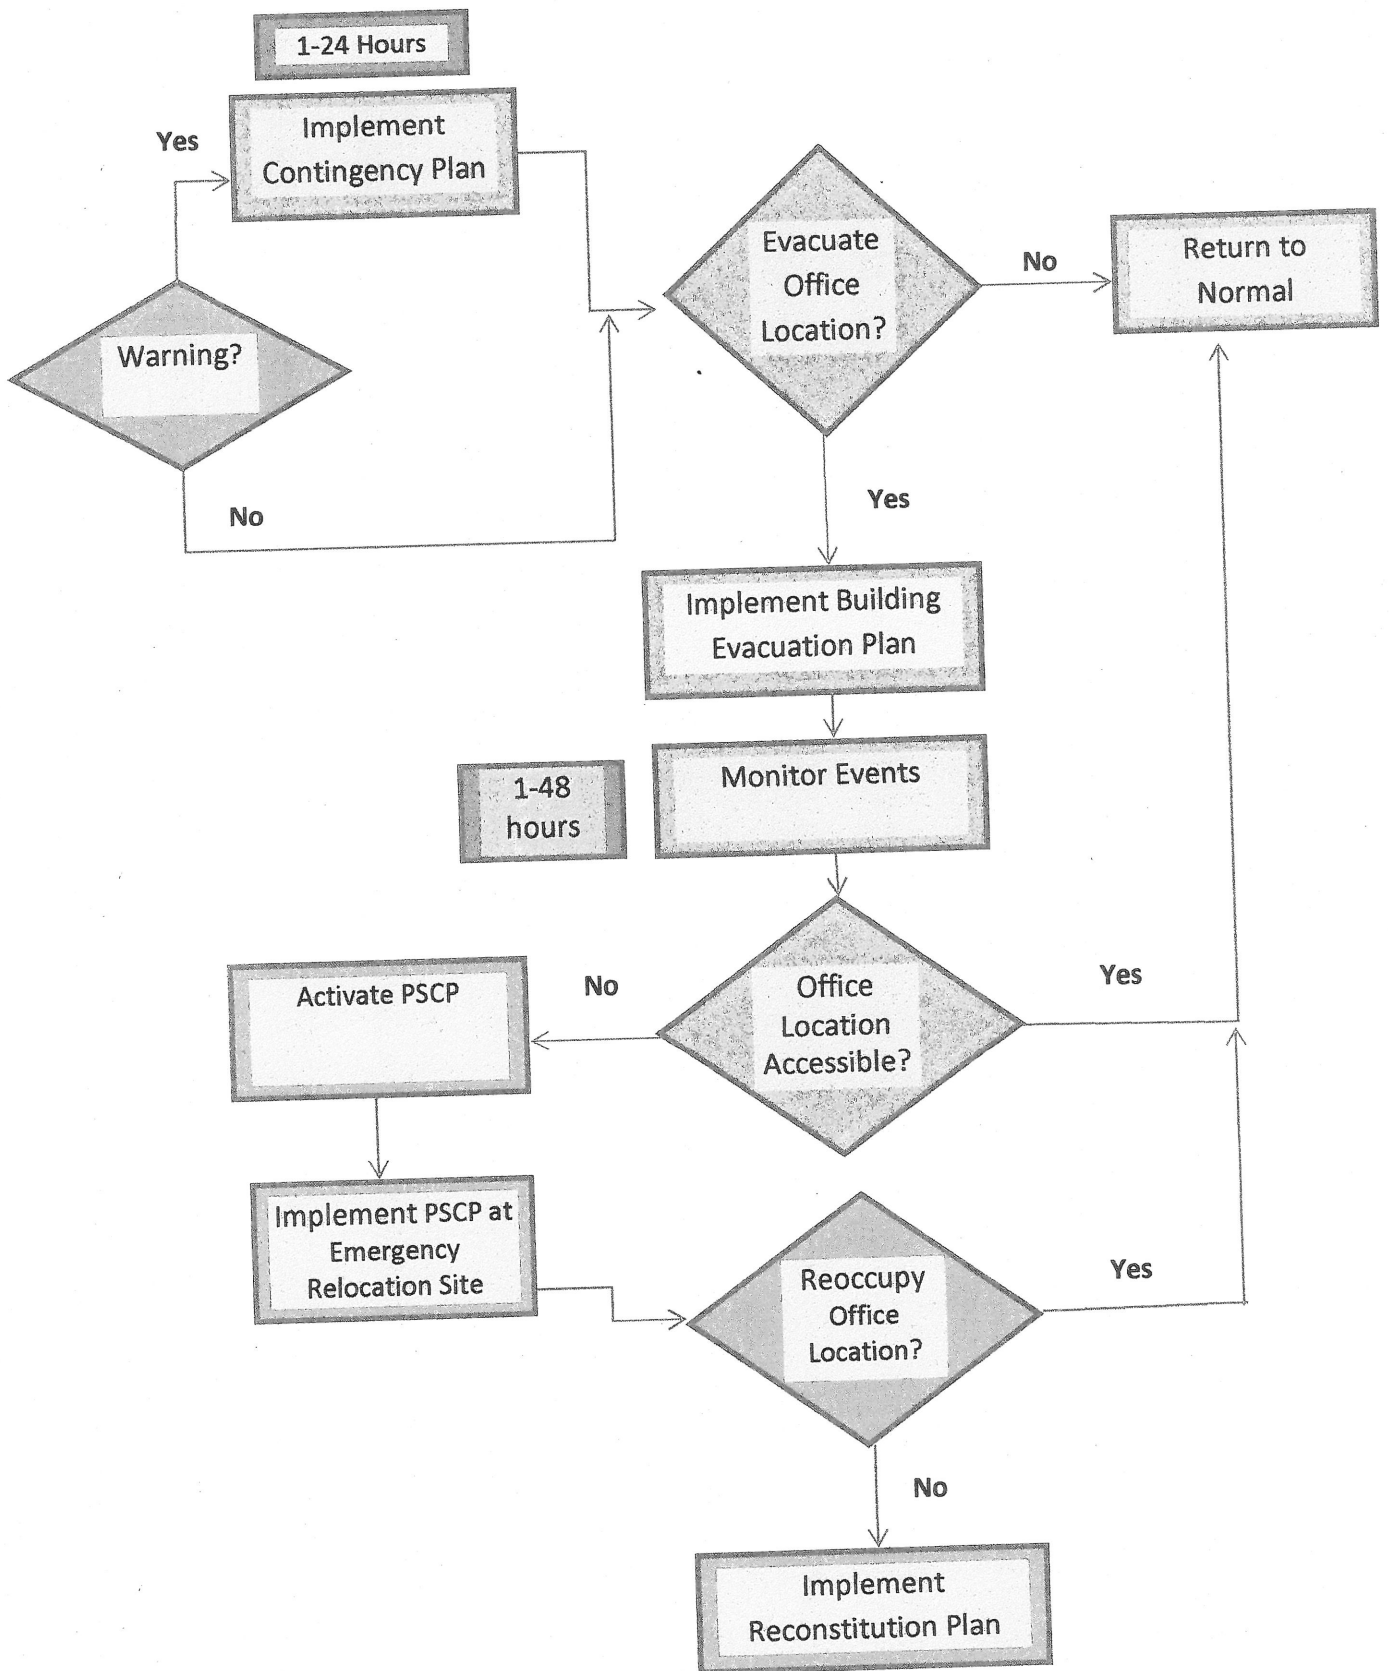 1-24 Hours
Yes
Implement
Contingency Plan
Warning?
No
Evacuate
Office
Location?
No
Return to
Normal
Yes
Implement Building
Evacuation Plan
1-48
hours
Monitor Events
Office
Location
Accessible?
No
Yes
Activate PSCP
Implement PSCP at
Emergency
Relocation Site
Reoccupy
Office
Location?
Yes
No
Implement
Reconstitution Plan